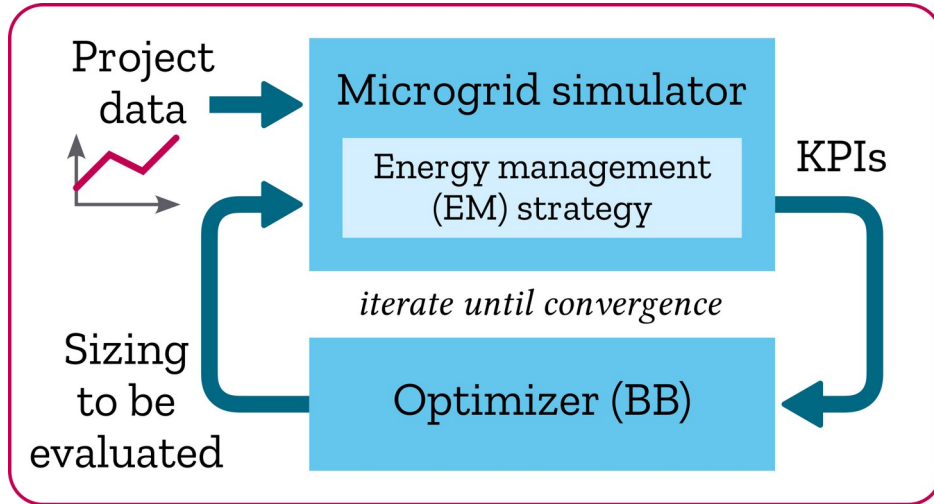 Project
data
Microgrid simulator
Energy management
(EM) strategy
KPIs
iterate until convergence
Sizing
to be
evaluated
Optimizer (BB)